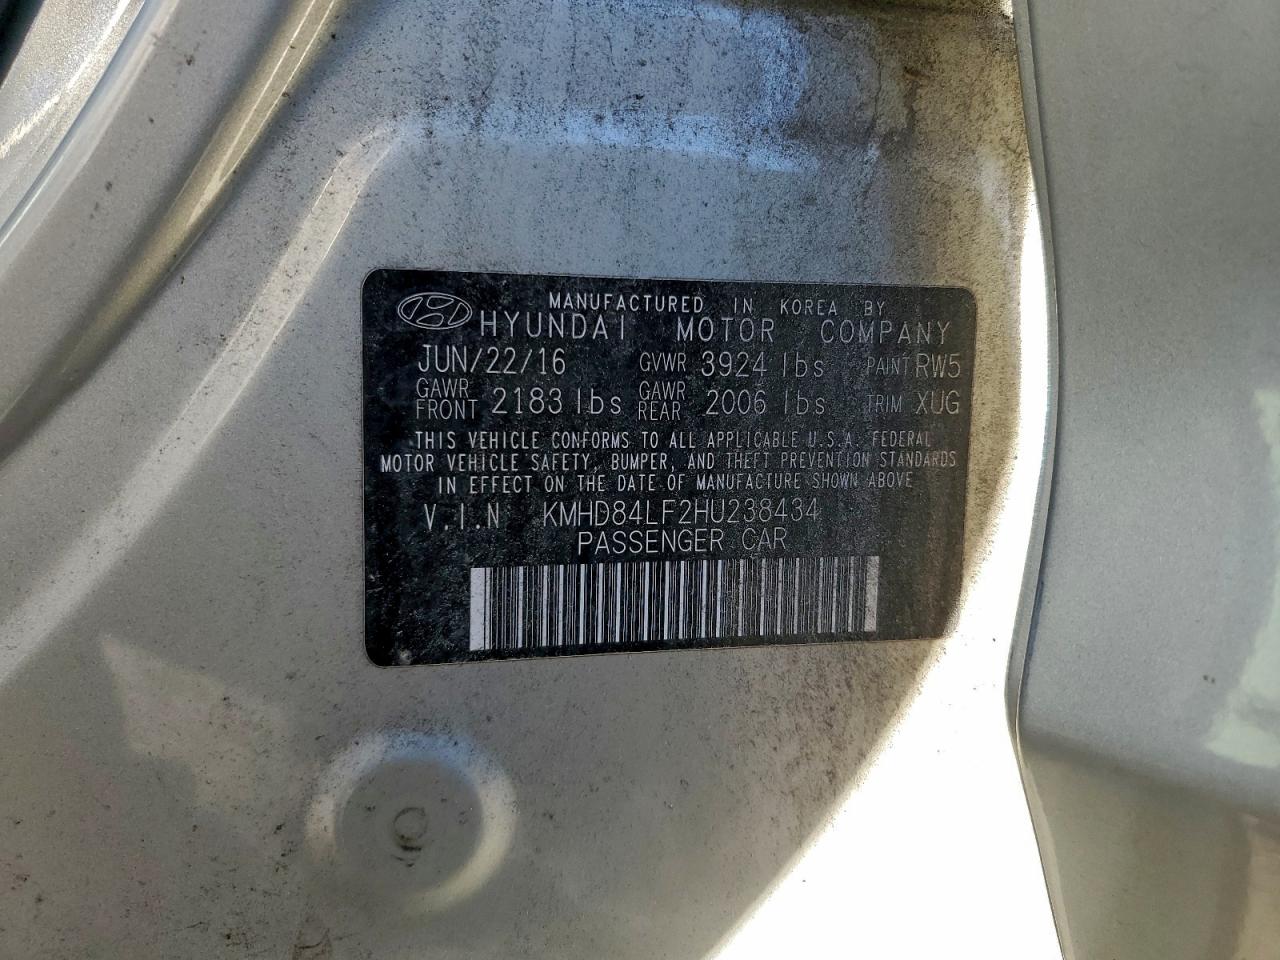 MANUFACTURED IN KOREA BY
HYUNDAI MOTOR COMPANY
JUN/22/16 GVWR 3924 lbs PAINT RW5
GAWR FRONT 2183 lbs GAWR REAR 2006 lbs TRIM XUG
THIS VEHICLE CONFORMS TO ALL APPLICABLE U.S.A. FEDERAL
MOTOR VEHICLE SAFETY, BUMPER, AND THEFT PREVENTION STANDARDS
IN EFFECT ON THE DATE OF MANUFACTURE SHOWN ABOVE
V.I.N KMHD84LF2HU238434
PASSENGER CAR